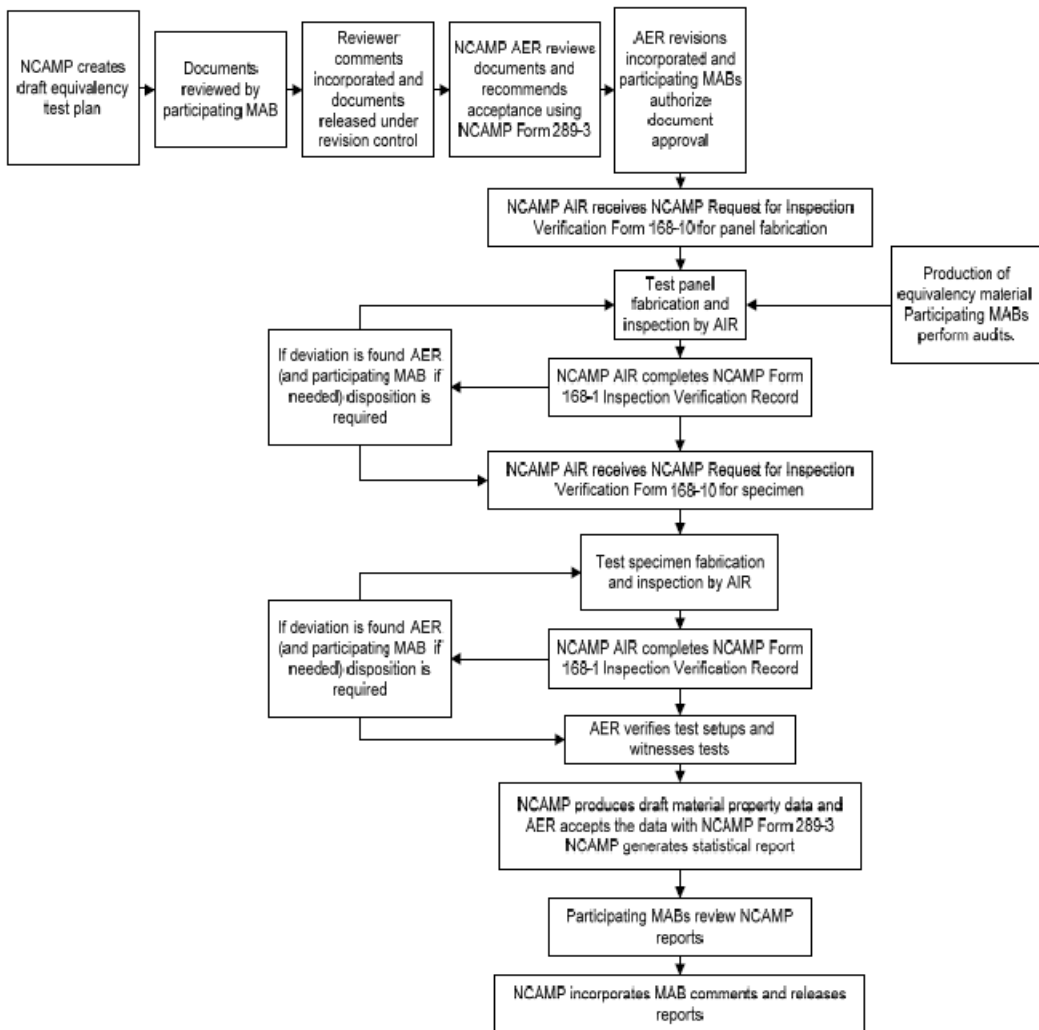 NCAMP creates
draft equivalency
test plan
Documents
reviewed by
participating MAB
Reviewer
comments
incorporated and
documents
released under
revision control
NCAMP AER reviews
documents and
recommends
acceptance using
NCAMP Form 289-3
AER revisions
incorporated and
participating MABs
authorize
document
approval
NCAMP AIR receives NCAMP Request for Inspection
Verification Form 168-10 for panel fabrication
Production of
equivalency material
Participating MABs
perform audits.
Test panel
fabrication and
inspection by AIR
If deviation is found AER
(and participating MAB if
needed) disposition is
required
NCAMP AIR completes NCAMP Form
168-1 Inspection Verification Record
NCAMP AIR receives NCAMP Request for Inspection
Verification Form 168-10 for specimen
Test specimen fabrication
and inspection by AIR
If deviation is found AER
(and participating MAB if
needed) disposition is
required
NCAMP AIR completes NCAMP Form
168-1 Inspection Verification Record
AER verifies test setups and
witnesses tests
NCAMP produces draft material property data and
AER accepts the data with NCAMP Form 289-3
NCAMP generates statistical report
Participating MABs review NCAMP
reports
NCAMP incorporates MAB comments and releases
reports